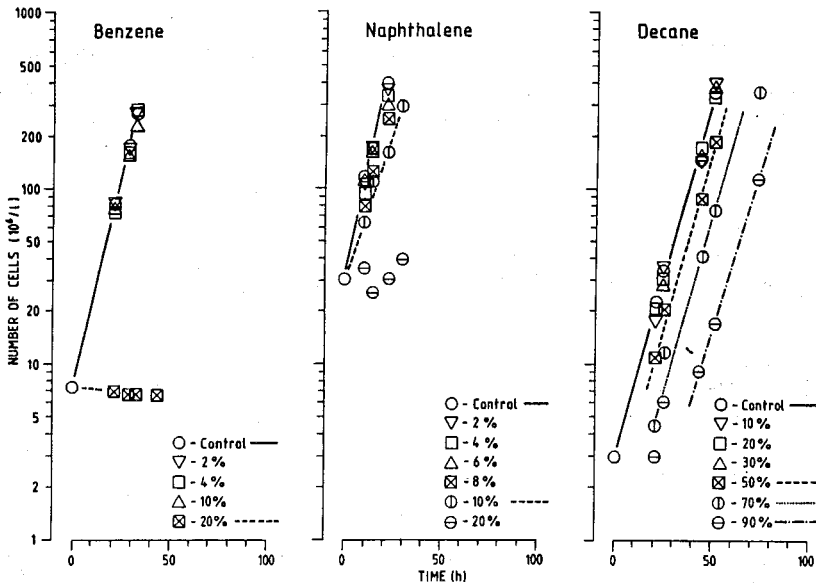 Benzene
Naphthalene
Decane
NUMBER OF CELLS (10⁶/l)
1000
500
200
100
50
20
10
5
2
1
- Control
- 2%
- 4%
- 10%
- 20%
- Control
- 2%
- 4%
- 6%
- 8%
- 10%
- 20%
- Control
- 10%
- 20%
- 30%
- 50%
- 70%
- 90%
0 50 100
0 50 100
0 50 100
TIME (h)